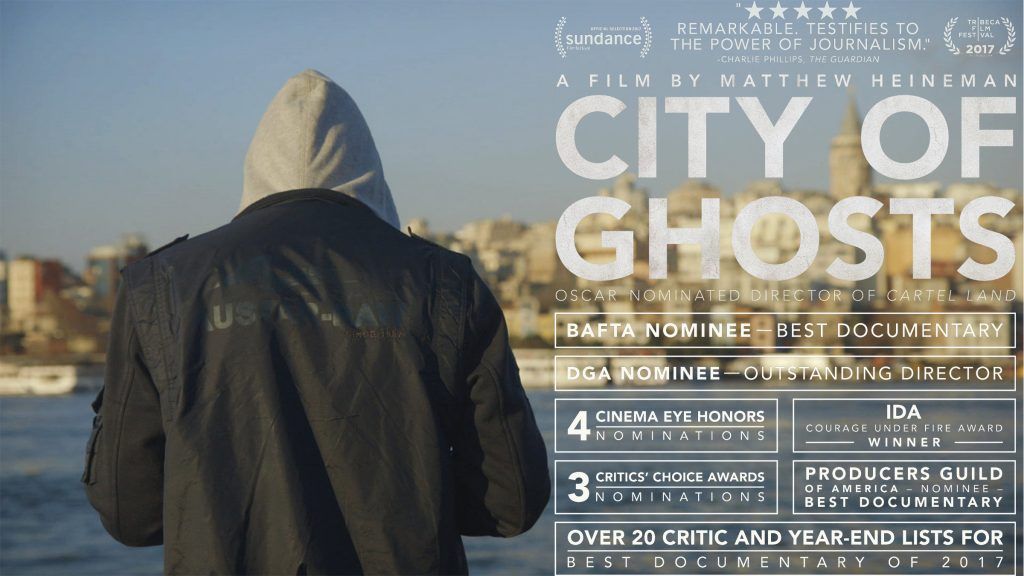 OFFICIAL SELECTION 2017
sundance
film festival
TRIBECA
FILM
FESTIVAL
2017
"★★★★★
REMARKABLE. TESTIFIES TO
THE POWER OF JOURNALISM."
-CHARLIE PHILLIPS, THE GUARDIAN
A FILM BY MATTHEW HEINEMAN
CITY OF
GHOSTS
OSCAR NOMINATED DIRECTOR OF CARTEL LAND
BAFTA NOMINEE—BEST DOCUMENTARY
DGA NOMINEE—OUTSTANDING DIRECTOR
4 CINEMA EYE HONORS
NOMINATIONS
IDA
COURAGE UNDER FIRE AWARD
WINNER
3 CRITICS' CHOICE AWARDS
NOMINATIONS
PRODUCERS GUILD
OF AMERICA – NOMINEE –
BEST DOCUMENTARY
OVER 20 CRITIC AND YEAR-END LISTS FOR
BEST DOCUMENTARY OF 2017